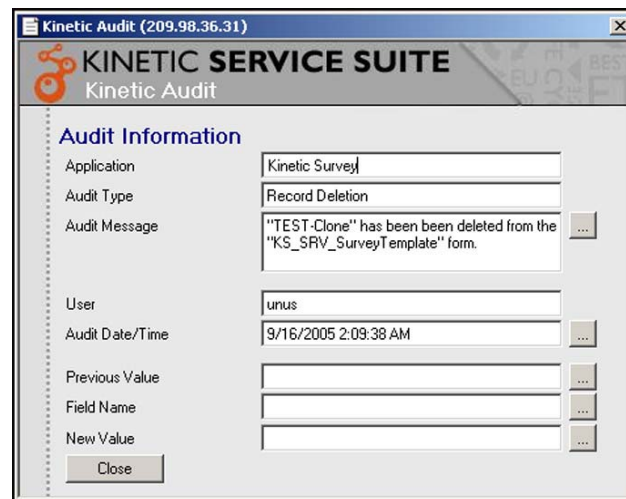 Kinetic Audit (209.98.36.31)
KINETIC SERVICE SUITE
Kinetic Audit
Audit Information
Application Kinetic Survey
Audit Type Record Deletion
Audit Message "TEST-Clone" has been been deleted from the
"KS_SRV_SurveyTemplate" form. ...
User unus
Audit Date/Time 9/16/2005 2:09:38 AM ...
Previous Value ...
Field Name ...
New Value ...
Close